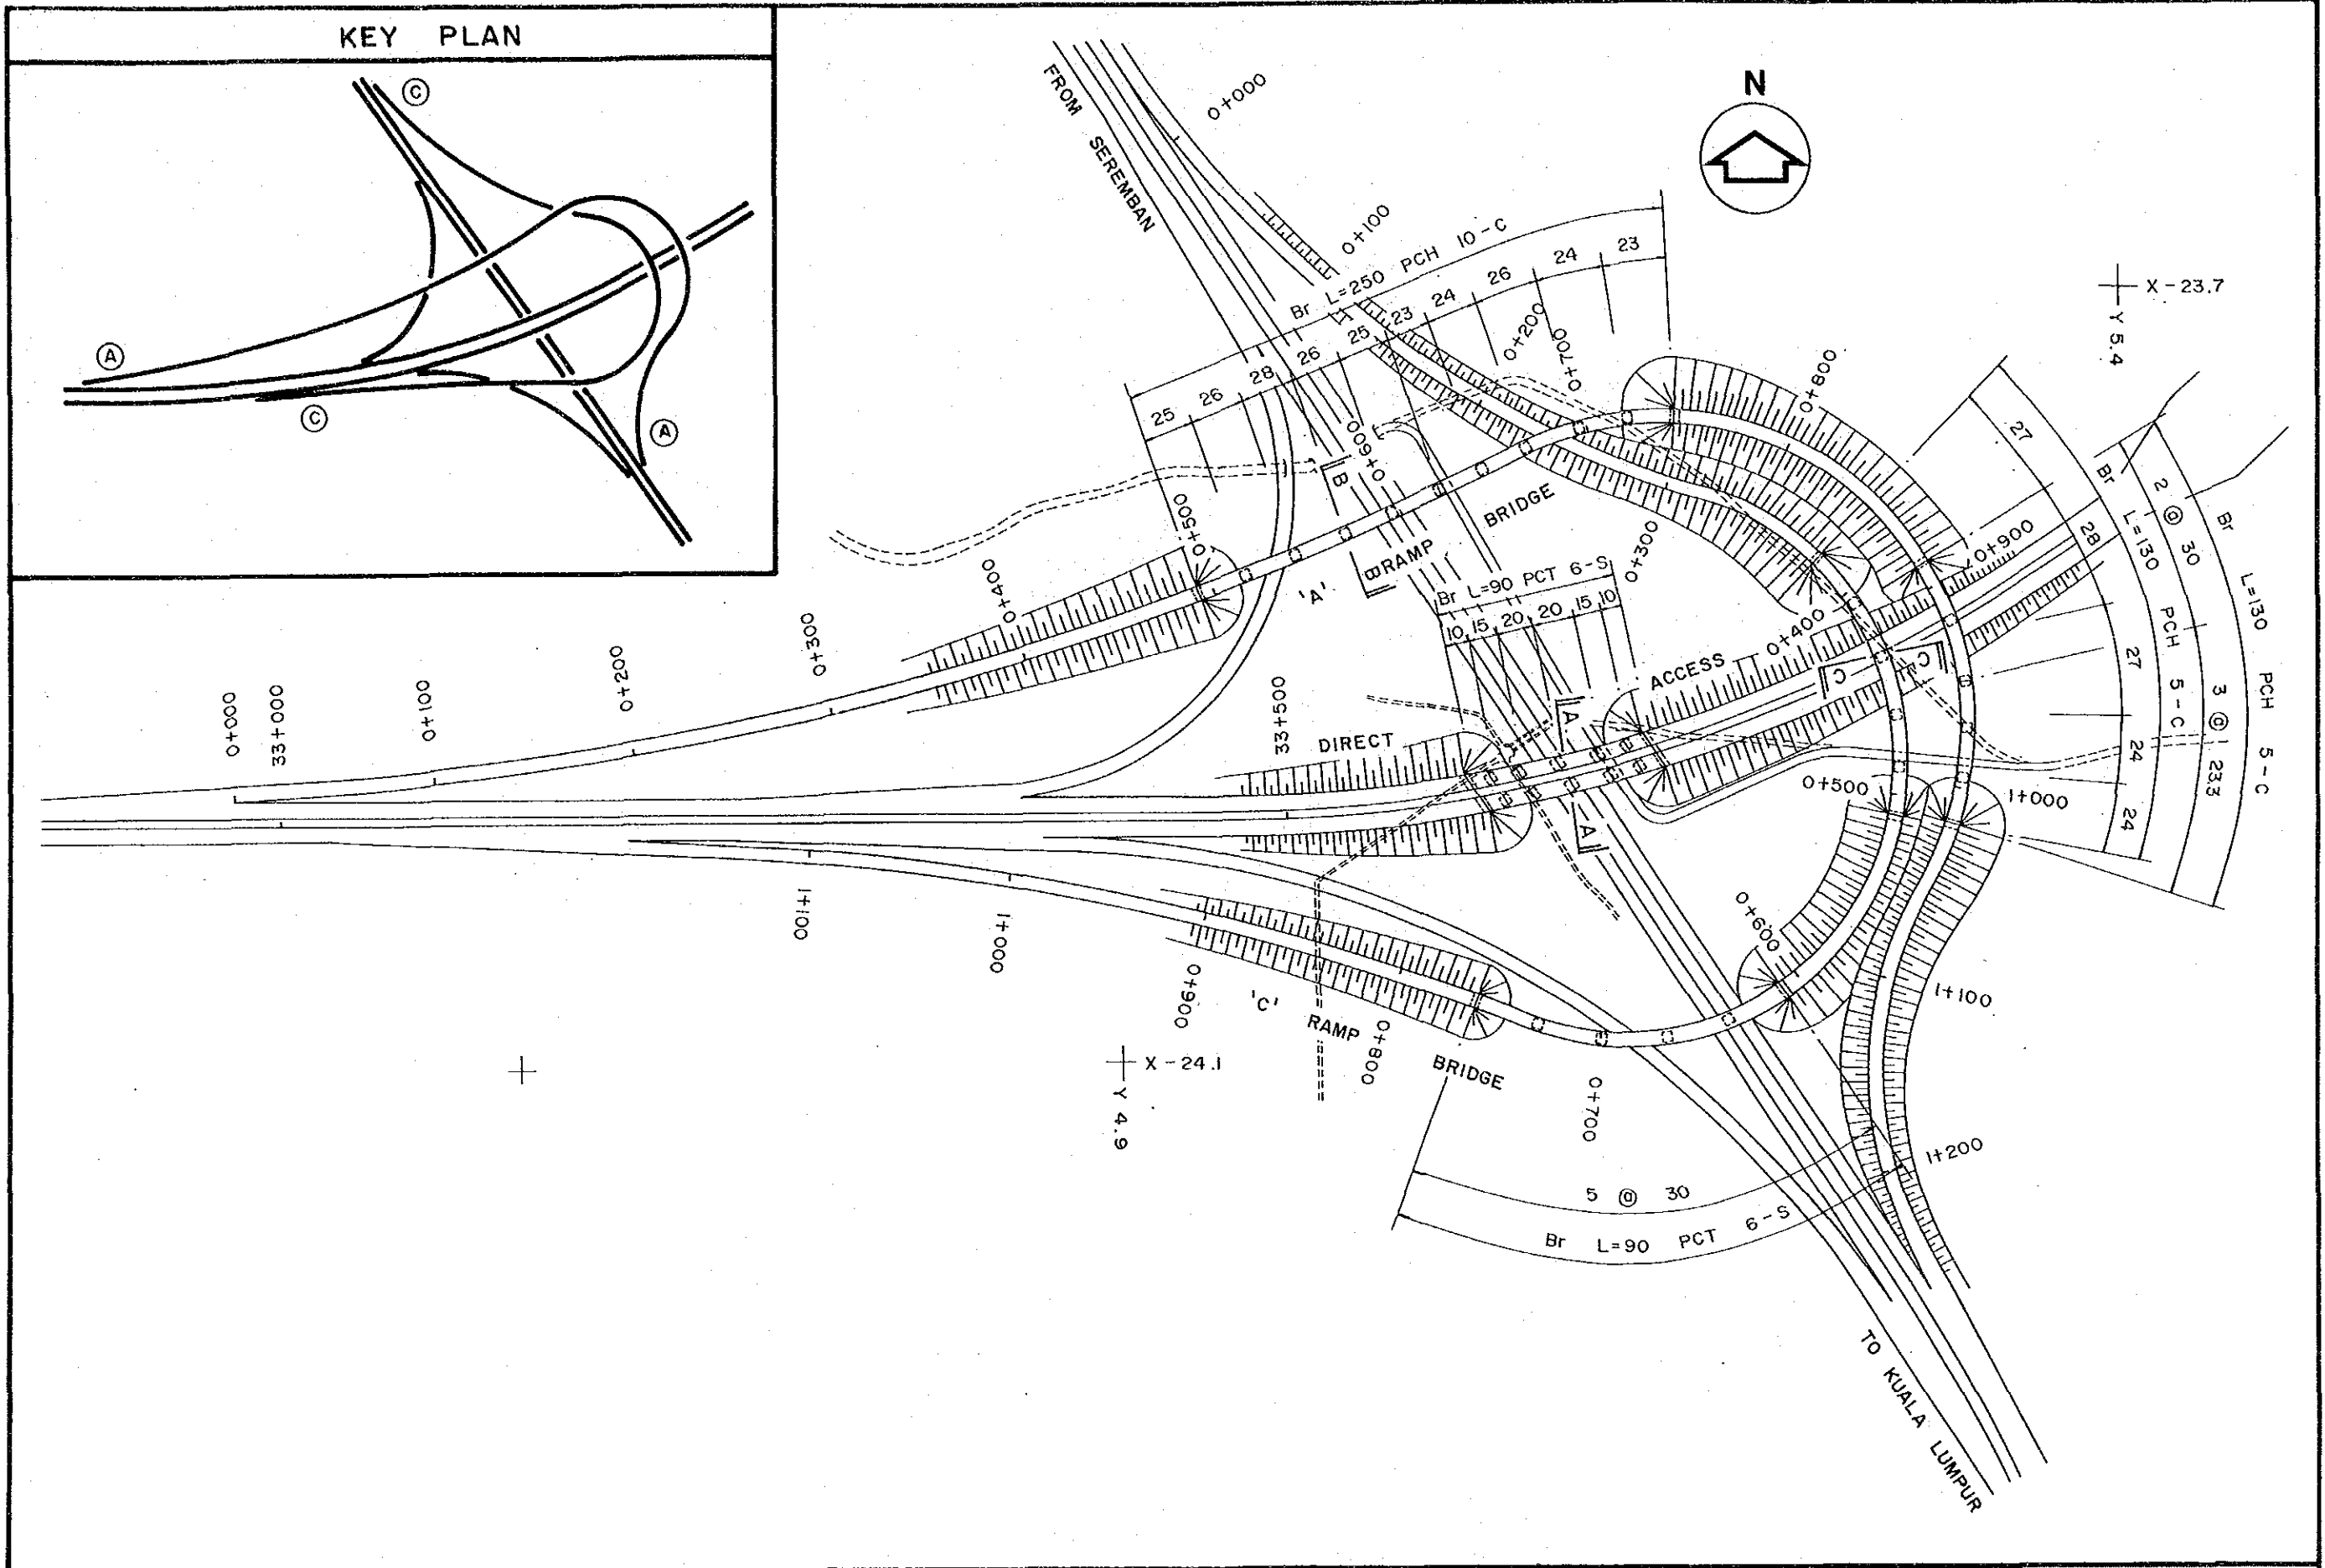 KEY PLAN
C
A
C
A
FROM SEREMBAN
N
0+000
0+100
Br L=250 PCH 10-C
25
26
28
26
25
23
24
26
24
23
0+200
0+700
0+800
X-23.7
Y 5.4
0+600
B
B
'A' RAMP BRIDGE
0+500
0+400
0+300
0+200
0+100
0+000
33+000
0+300
Br L=90 PCT 6-S
10
15
20
20
15
10
0+400
0+900
27
28
27
24
24
Br L=130 PCH 5-C
2 @ 30
3 @ 23.3
Br L=130 PCH 5-C
DIRECT ACCESS
33+500
A
A
C
C
0+500
1+000
0+600
1+100
1+200
1+100
1+000
0+900
0+800
0+700
'C' RAMP BRIDGE
X-24.1
Y 4.9
5 @ 30
Br L=90 PCT 6-S
TO KUALA LUMPUR